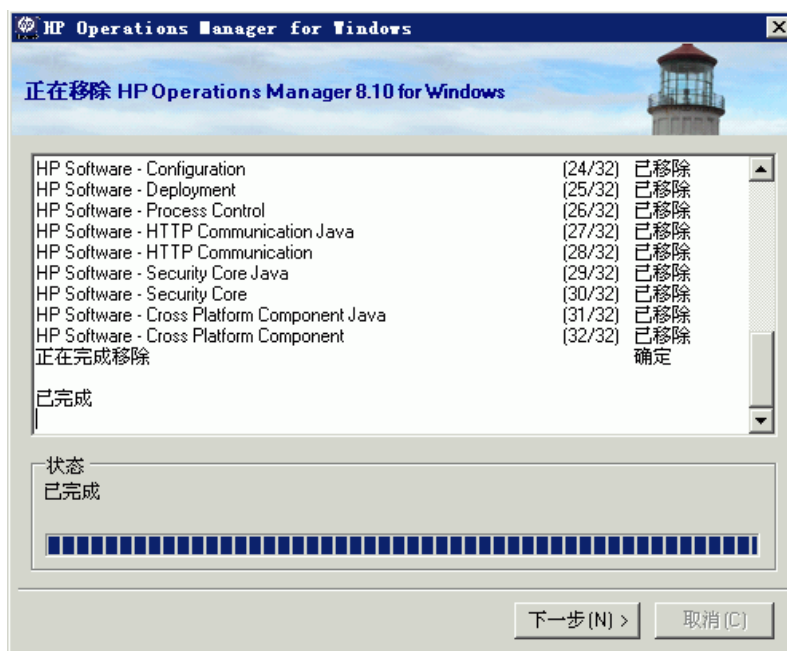 HP Operations Manager for Windows
正在移除 HP Operations Manager 8.10 for Windows
HP Software - Configuration (24/32) 已移除
HP Software - Deployment (25/32) 已移除
HP Software - Process Control (26/32) 已移除
HP Software - HTTP Communication Java (27/32) 已移除
HP Software - HTTP Communication (28/32) 已移除
HP Software - Security Core Java (29/32) 已移除
HP Software - Security Core (30/32) 已移除
HP Software - Cross Platform Component Java (31/32) 已移除
HP Software - Cross Platform Component (32/32) 已移除
正在完成移除 确定
已完成
状态
已完成
下一步(N) > 取消(C)